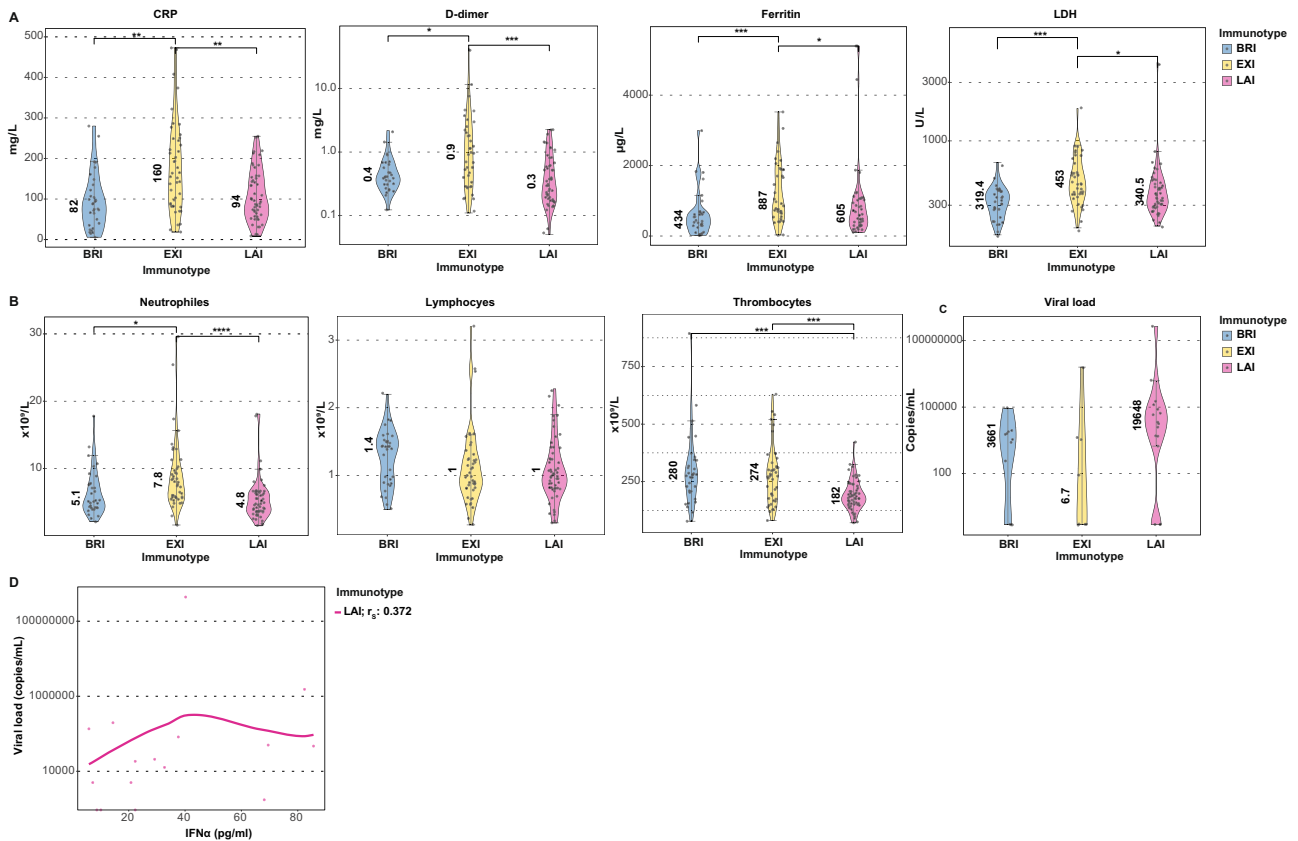 A
CRP
D-dimer
Ferritin
LDH
Immunotype
BRI
EXI
LAI
mg/L
500
400
300
200
100
0
**
**
82
160
94
BRI EXI LAI
Immunotype
mg/L
10.0
1.0
0.1
*
***
0.4
0.9
0.3
BRI EXI LAI
Immunotype
µg/L
4000
2000
0
***
*
434
887
605
BRI EXI LAI
Immunotype
U/L
3000
1000
300
***
*
319.4
453
340.5
BRI EXI LAI
Immunotype
B
Neutrophiles
Lymphocyes
Thrombocytes
C
Viral load
Immunotype
BRI
EXI
LAI
x10⁹/L
30
20
10
*
****
5.1
7.8
4.8
BRI EXI LAI
Immunotype
x10⁹/L
3
2
1
1.4
1
1
BRI EXI LAI
Immunotype
x10⁹/L
750
500
250
***
***
280
274
182
BRI EXI LAI
Immunotype
Copies/mL
100000000
100000
100
3661
6.7
19648
BRI EXI LAI
Immunotype
D
Viral load (copies/mL)
100000000
1000000
10000
20 40 60 80
IFNα (pg/ml)
Immunotype
LAI; rₛ: 0.372